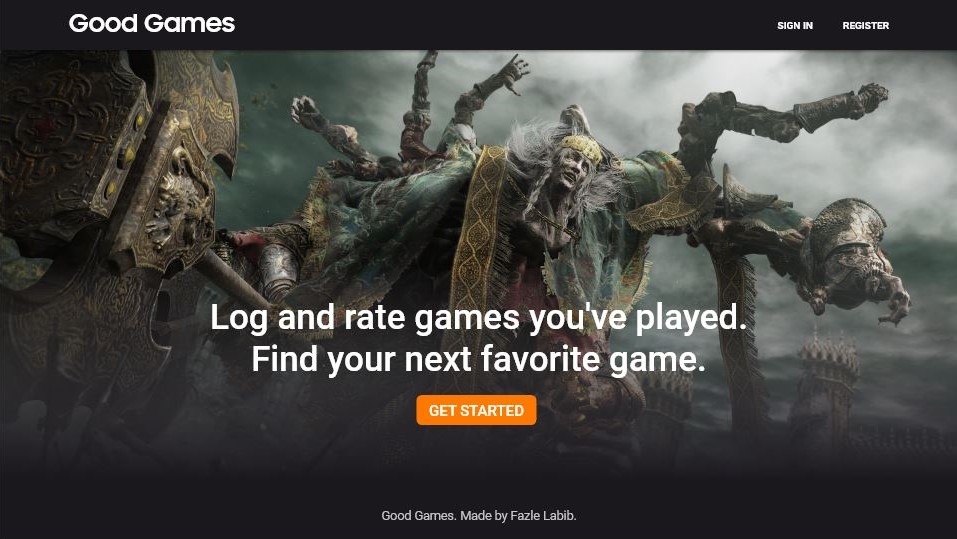 Good Games
SIGN IN
REGISTER
Log and rate games you've played.
Find your next favorite game.
GET STARTED
Good Games. Made by Fazle Labib.